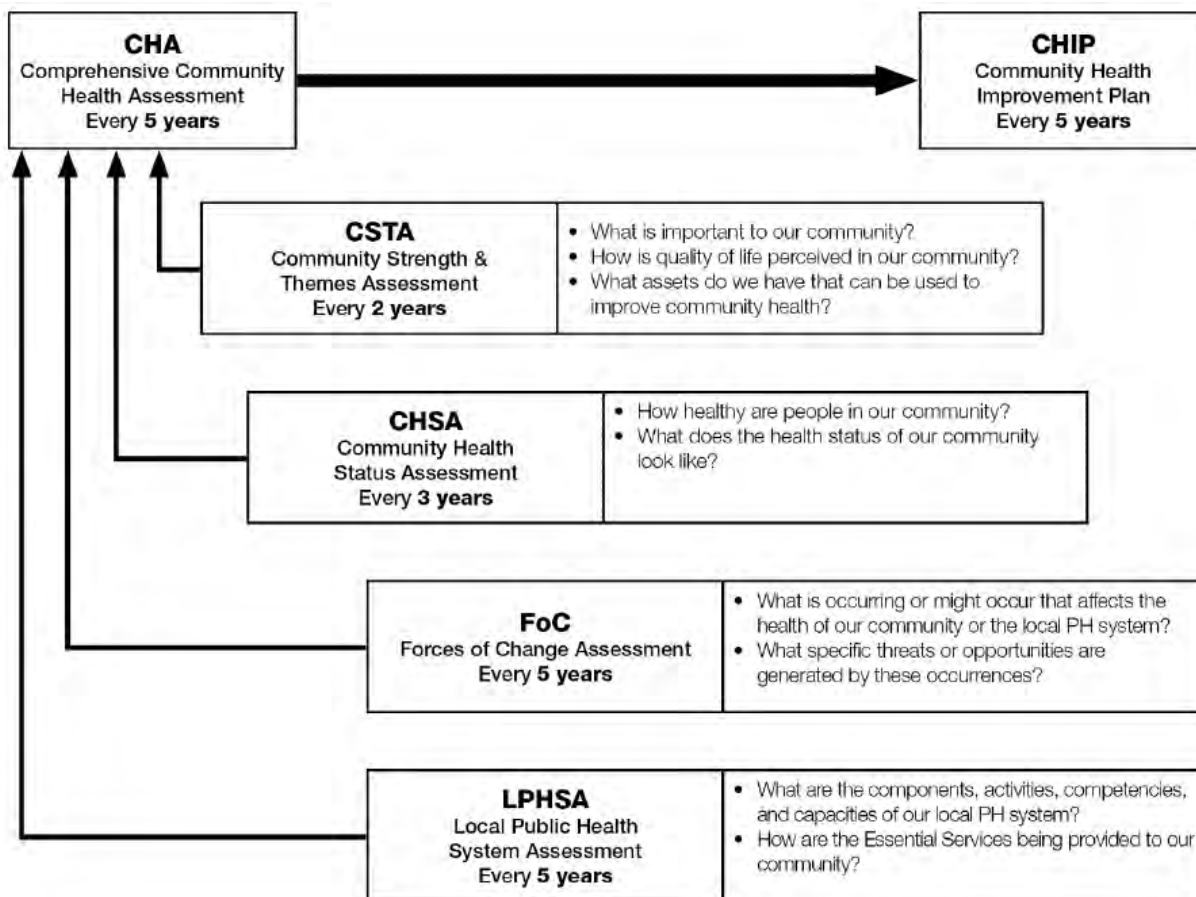 CHA
Comprehensive Community
Health Assessment
Every 5 years
CHIP
Community Health
Improvement Plan
Every 5 years
CSTA
Community Strength &
Themes Assessment
Every 2 years
• What is important to our community?
• How is quality of life perceived in our community?
• What assets do we have that can be used to
improve community health?
CHSA
Community Health
Status Assessment
Every 3 years
• How healthy are people in our community?
• What does the health status of our community
look like?
FoC
Forces of Change Assessment
Every 5 years
• What is occurring or might occur that affects the
health of our community or the local PH system?
• What specific threats or opportunities are
generated by these occurrences?
LPHSA
Local Public Health
System Assessment
Every 5 years
• What are the components, activities, competencies,
and capacities of our local PH system?
• How are the Essential Services being provided to our
community?